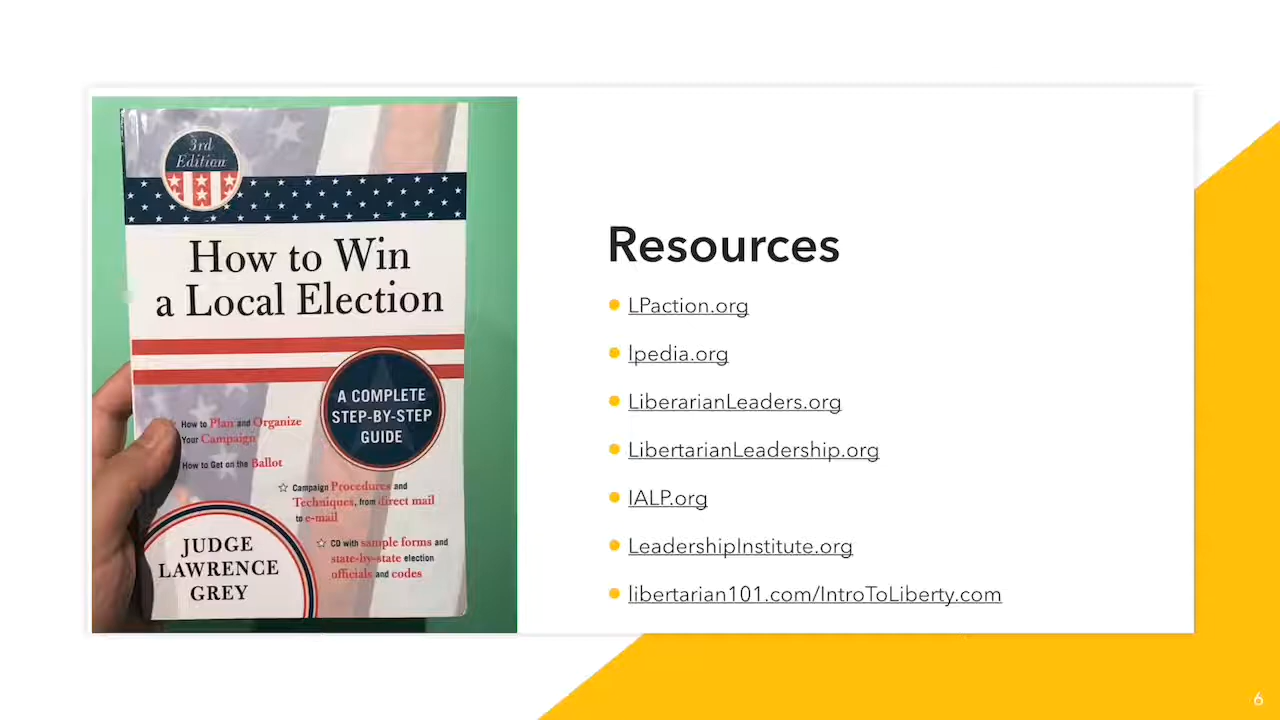 3rd
Edition
How to Win
a Local Election
A COMPLETE
STEP-BY-STEP
GUIDE
How to Plan and Organize
Your Campaign
How to Get on the Ballot
Campaign Procedures and
Techniques, from direct mail
to e-mail
CD with sample forms and
state-by-state election
officials and codes
JUDGE
LAWRENCE
GREY
Resources
LPaction.org
lpedia.org
LiberarianLeaders.org
LibertarianLeadership.org
IALP.org
LeadershipInstitute.org
libertarian101.com/IntroToLiberty.com
6